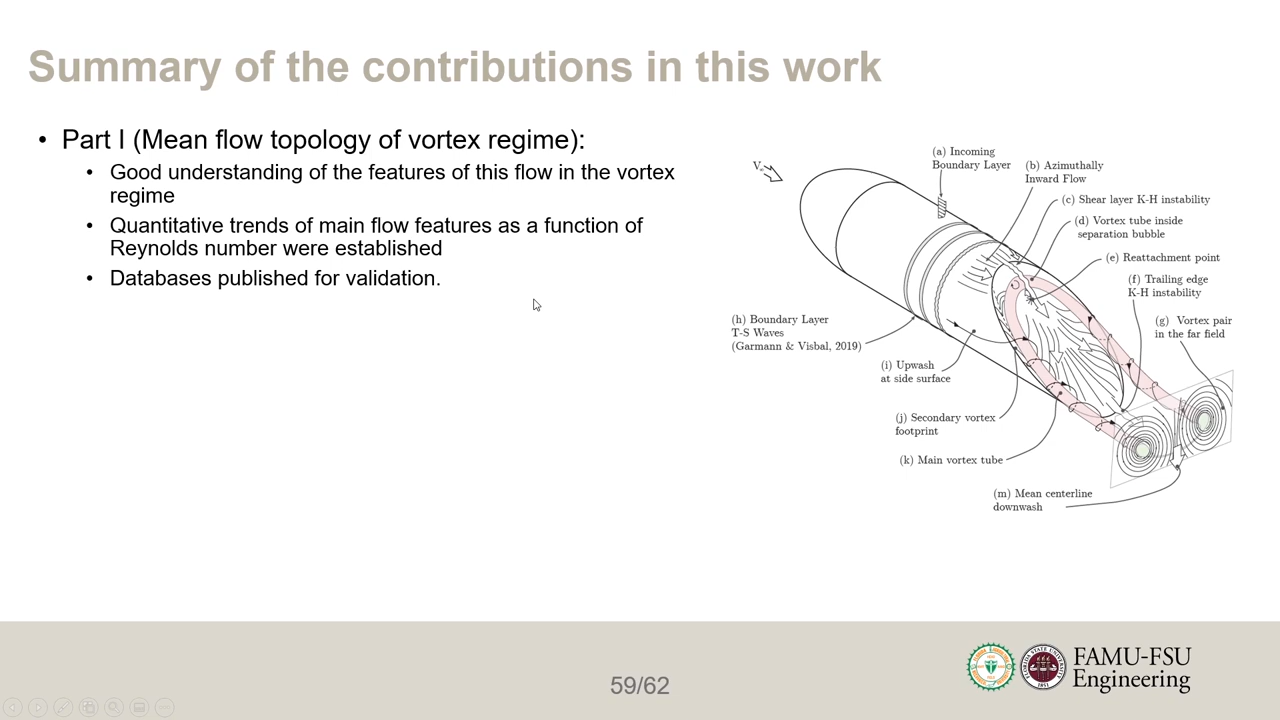 Summary of the contributions in this work
• Part I (Mean flow topology of vortex regime):
• Good understanding of the features of this flow in the vortex
regime
• Quantitative trends of main flow features as a function of
Reynolds number were established
• Databases published for validation.
V∞
(a) Incoming
Boundary Layer
(b) Azimuthally
Inward Flow
(c) Shear layer K-H instability
(d) Vortex tube inside
separation bubble
(e) Reattachment point
(f) Trailing edge
K-H instability
(g) Vortex pair
in the far field
(h) Boundary Layer
T-S Waves
(Garmann & Visbal, 2019)
(i) Upwash
at side surface
(j) Secondary vortex
footprint
(k) Main vortex tube
(m) Mean centerline
downwash
59/62
FAMU-FSU
Engineering